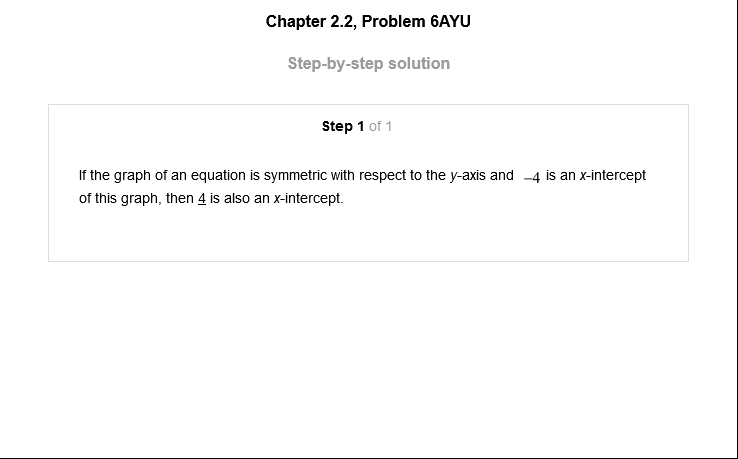 Chapter 2.2, Problem 6AYU
Step-by-step solution
Step 1 of 1
If the graph of an equation is symmetric with respect to the y-axis and –4 is an x-intercept
of this graph, then 4 is also an x-intercept.